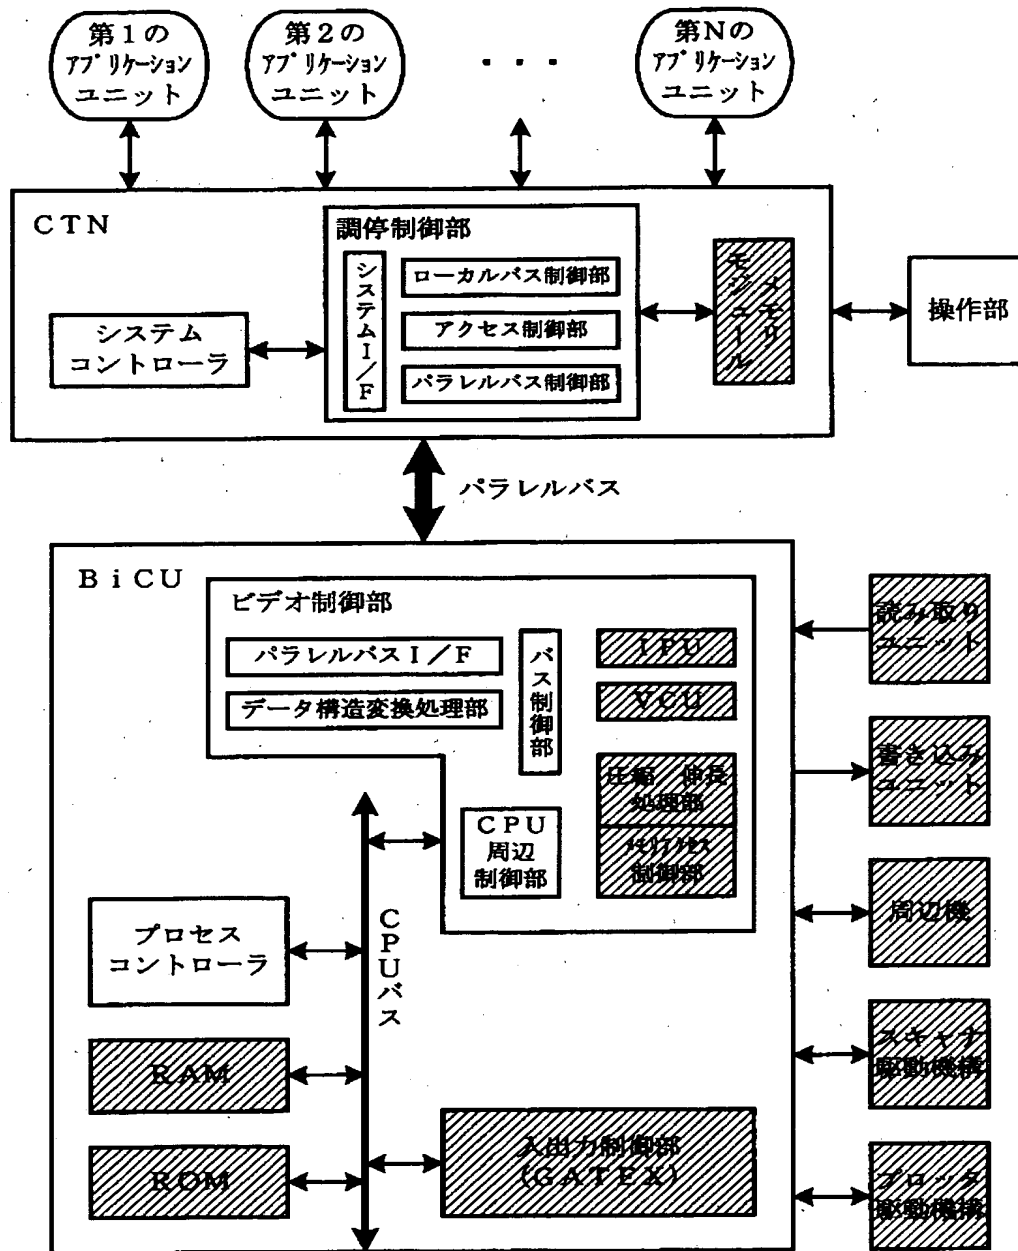 第１の
アプリケーション
ユニット
第２の
アプリケーション
ユニット
・・・
第Ｎの
アプリケーション
ユニット
ＣＴＮ
調停制御部
システムＩ／Ｆ
ローカルバス制御部
アクセス制御部
パラレルバス制御部
システム
コントローラ
メモリ
モジュール
操作部
パラレルバス
ＢｉＣＵ
ビデオ制御部
パラレルバスＩ／Ｆ
データ構造変換処理部
バス制御部
ＩＰＵ
ＶＣＵ
圧縮／伸長
処理部
メモリアクセス
制御部
ＣＰＵ
周辺
制御部
ＣＰＵバス
プロセス
コントローラ
ＲＡＭ
ＲＯＭ
入出力制御部
(ＧＡＴＥＸ)
読み取り
ユニット
書き込み
ユニット
周辺機
スキャナ
駆動機構
プロッタ
駆動機構